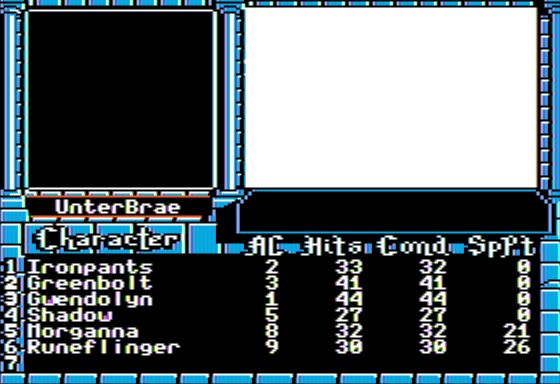 UnterBrae
Character AC Hits Cond SpPt
1 Ironpants 2 33 32 0
2 Greenbolt 3 41 41 0
3 Gwendolyn 1 44 44 0
4 Shadow 5 27 27 0
5 Morganna 8 32 32 21
6 Runeflinger 9 30 30 26
7